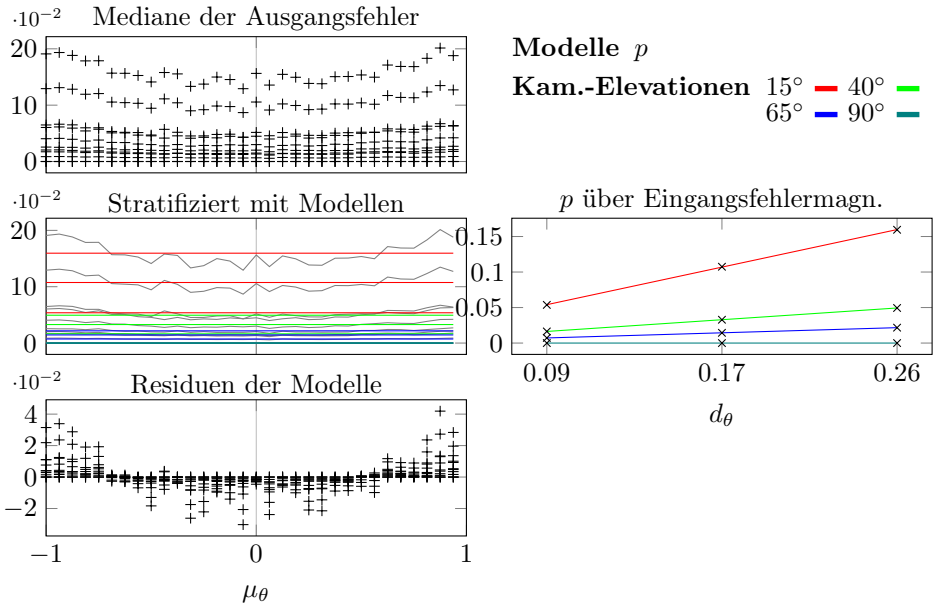 ·10⁻²
Mediane der Ausgangsfehler
20
10
0
Modelle p
Kam.-Elevationen 15° 40°
65° 90°
·10⁻²
Stratifiziert mit Modellen
20
10
0
p über Eingangsfehlermagn.
0.15
0.1
0.05
0
0.09 0.17 0.26
d_θ
·10⁻²
Residuen der Modelle
4
2
0
−2
−1 0 1
μ_θ